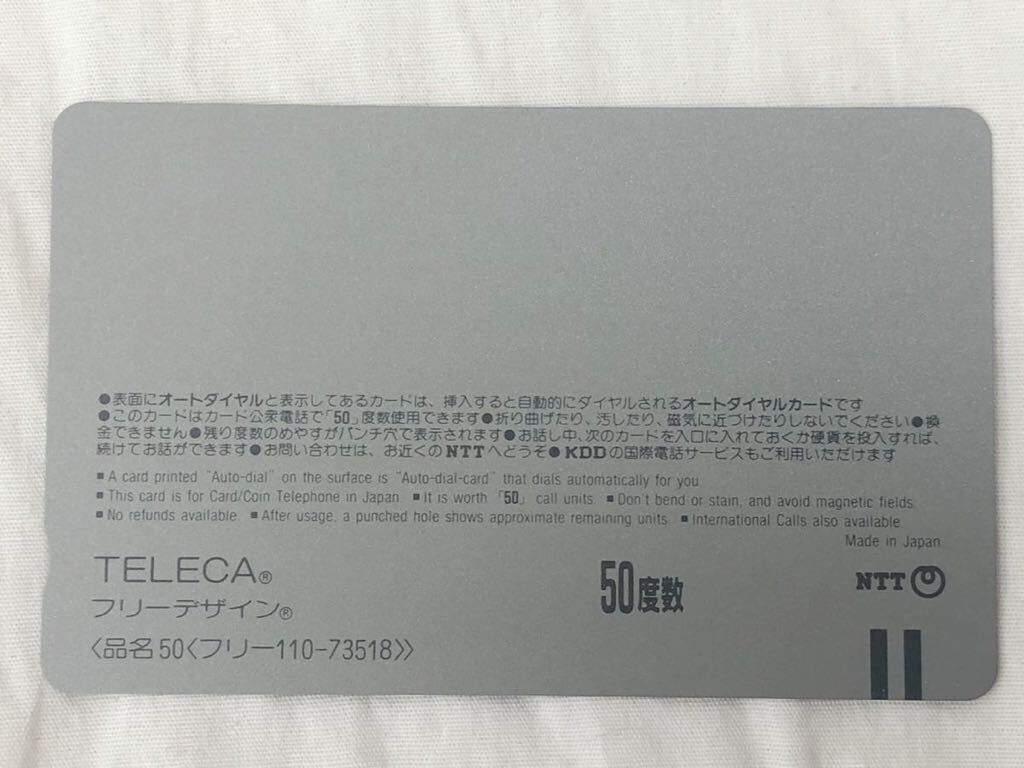 ●表面にオートダイヤルと表示してあるカードは、挿入すると自動的にダイヤルされるオートダイヤルカードです
●このカードはカード公衆電話で「50」度数使用できます●折り曲げたり、汚したり、磁気に近づけたりしないでください●換
金できません●残り度数のめやすがパンチ穴で表示されます●お話し中、次のカードを入口に入れておくか硬貨を投入すれば、
続けてお話ができます●お問い合わせは、お近くのNTTへどうぞ●KDDの国際電話サービスもご利用いただけます
■A card printed "Auto-dial" on the surface is "Auto-dial-card" that dials automatically for you.
■This card is for Card/Coin Telephone in Japan. ■It is worth「50」call units. ■Don't bend or stain, and avoid magnetic fields.
■No refunds available. ■After usage, a punched hole shows approximate remaining units. ■International Calls also available.
Made in Japan
TELECA®
フリーデザイン®
〈品名50〈フリー110-73518〉〉
50度数
NTT